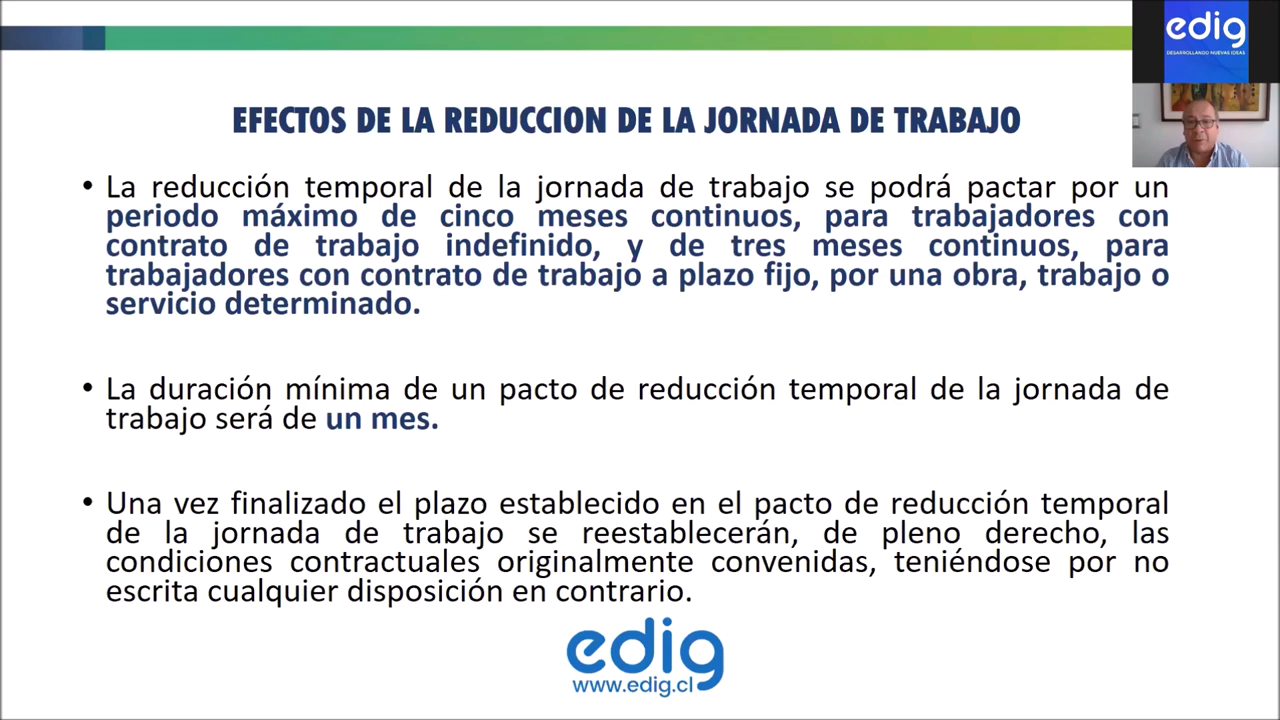 edig
DESARROLLANDO NUEVAS IDEAS
EFECTOS DE LA REDUCCION DE LA JORNADA DE TRABAJO
• La reducción temporal de la jornada de trabajo se podrá pactar por un
periodo máximo de cinco meses continuos, para trabajadores con
contrato de trabajo indefinido, y de tres meses continuos, para
trabajadores con contrato de trabajo a plazo fijo, por una obra, trabajo o
servicio determinado.
• La duración mínima de un pacto de reducción temporal de la jornada de
trabajo será de un mes.
• Una vez finalizado el plazo establecido en el pacto de reducción temporal
de la jornada de trabajo se reestablecerán, de pleno derecho, las
condiciones contractuales originalmente convenidas, teniéndose por no
escrita cualquier disposición en contrario.
edig
www.edig.cl